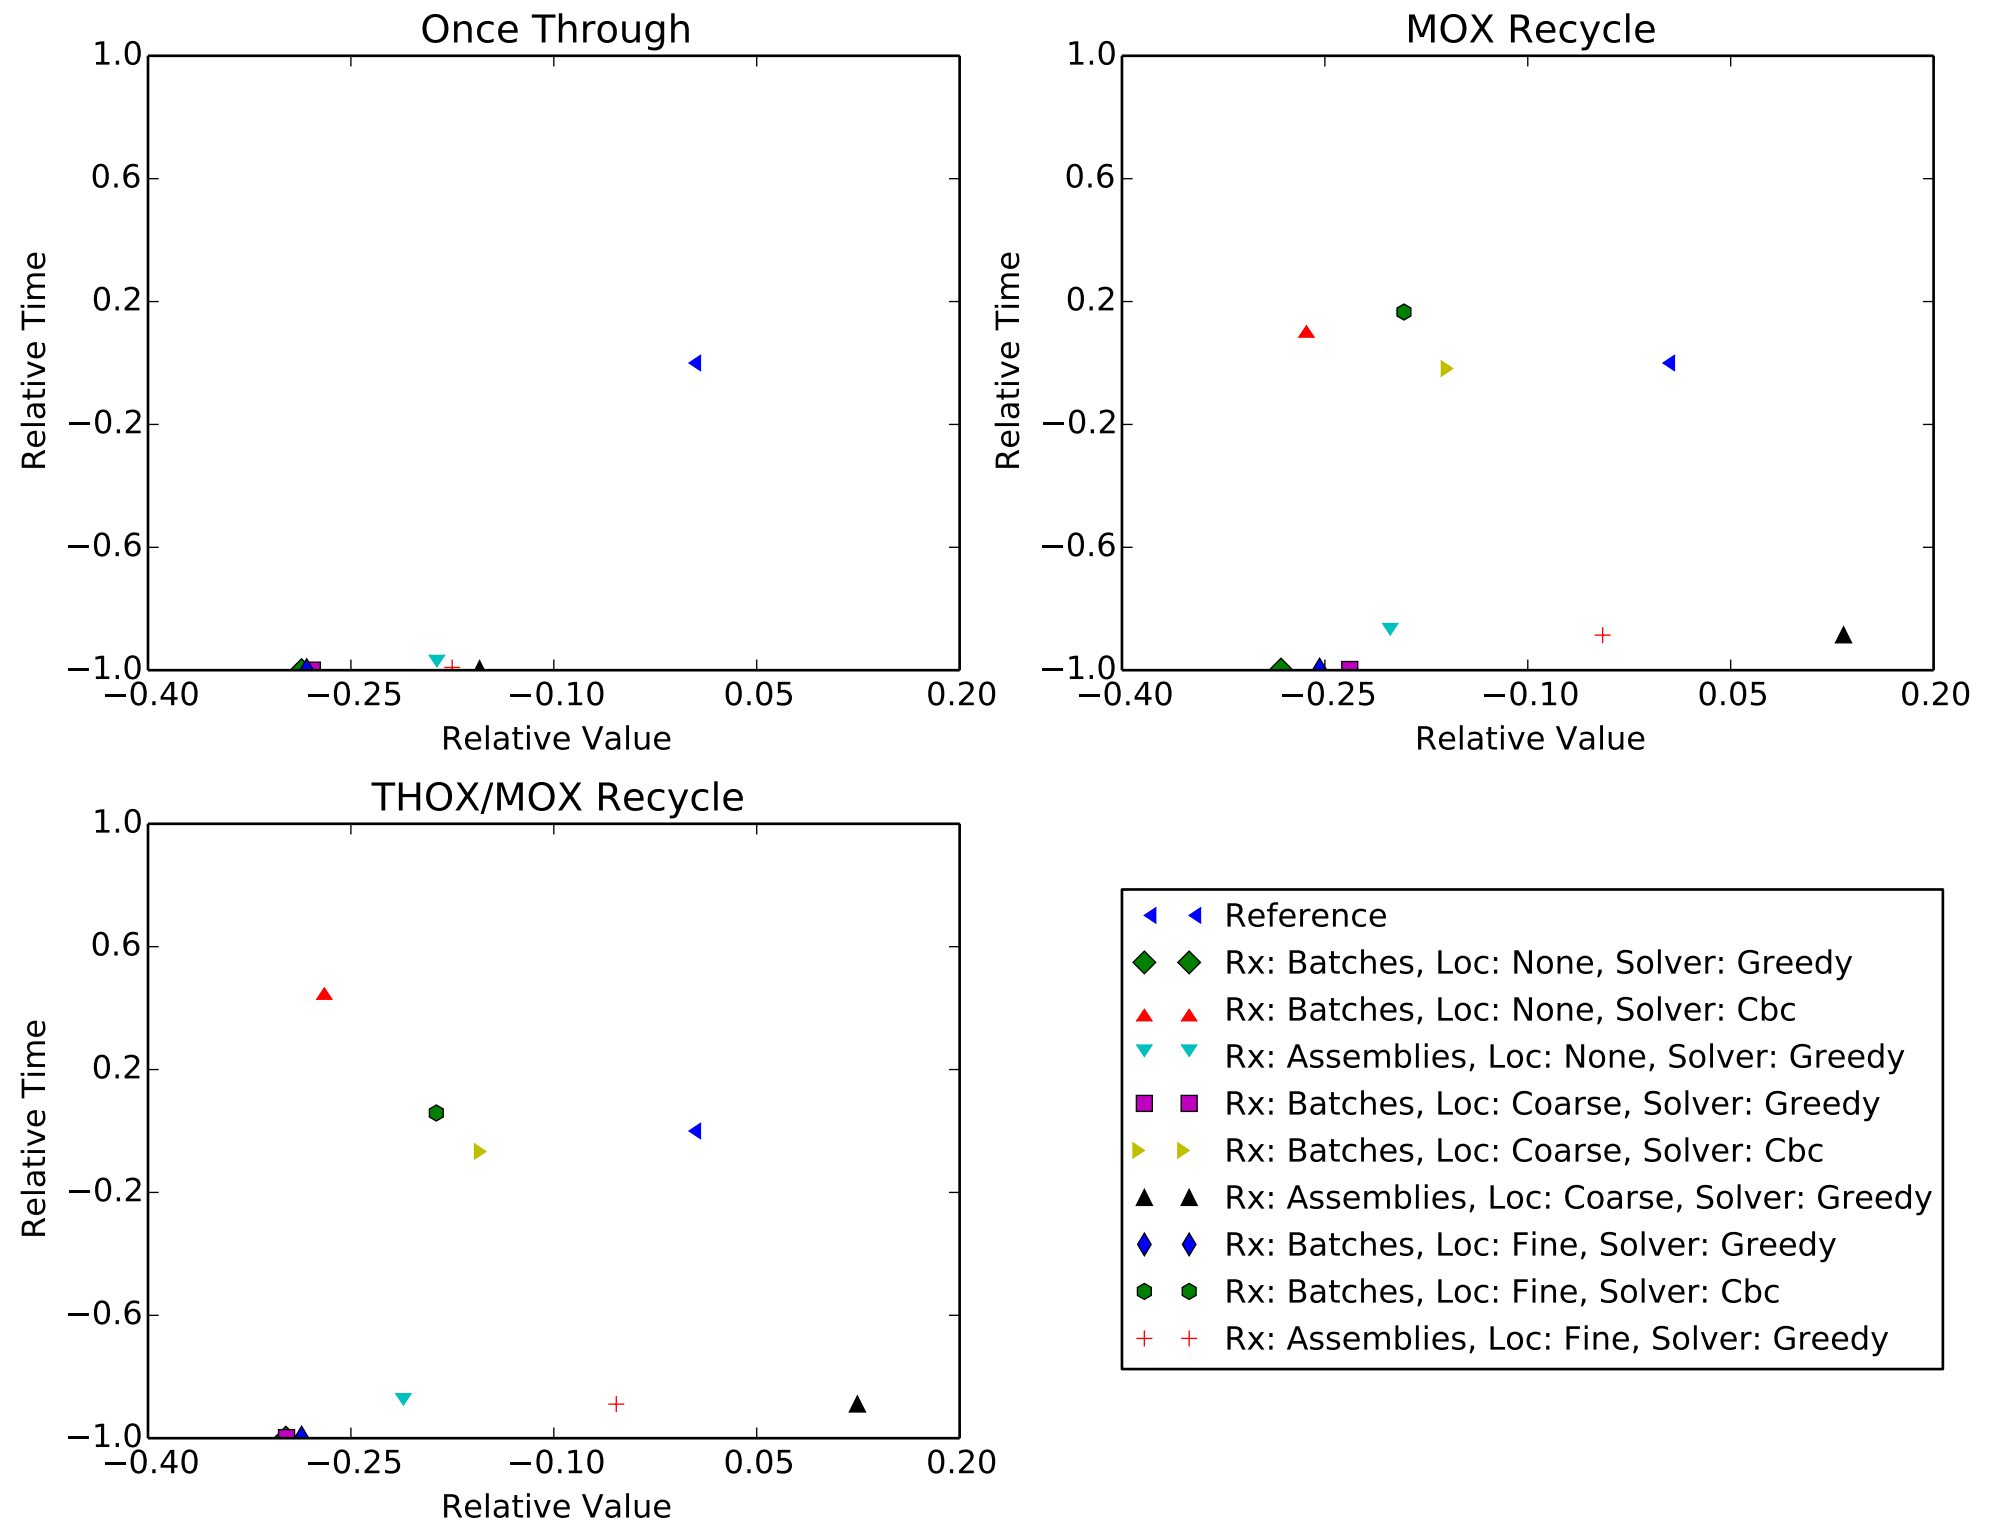 Once Through
1.0
0.6
0.2
−0.2
−0.6
−1.0
−0.40 −0.25 −0.10 0.05 0.20
Relative Value
Relative Time
MOX Recycle
1.0
0.6
0.2
−0.2
−0.6
−1.0
−0.40 −0.25 −0.10 0.05 0.20
Relative Value
Relative Time
THOX/MOX Recycle
1.0
0.6
0.2
−0.2
−0.6
−1.0
−0.40 −0.25 −0.10 0.05 0.20
Relative Value
Relative Time
Reference
Rx: Batches, Loc: None, Solver: Greedy
Rx: Batches, Loc: None, Solver: Cbc
Rx: Assemblies, Loc: None, Solver: Greedy
Rx: Batches, Loc: Coarse, Solver: Greedy
Rx: Batches, Loc: Coarse, Solver: Cbc
Rx: Assemblies, Loc: Coarse, Solver: Greedy
Rx: Batches, Loc: Fine, Solver: Greedy
Rx: Batches, Loc: Fine, Solver: Cbc
Rx: Assemblies, Loc: Fine, Solver: Greedy